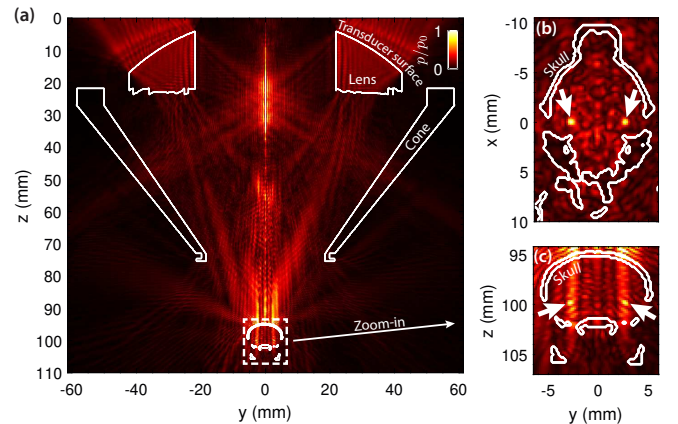 (a)
Transducer surface
Lens
Cone
Zoom-in
p/p₀
1
0
0
10
20
30
40
50
60
70
80
90
100
110
z (mm)
-60
-40
-20
0
20
40
60
y (mm)
(b)
Skull
-10
-5
0
5
10
x (mm)
(c)
Skull
95
100
105
z (mm)
-5
0
5
y (mm)